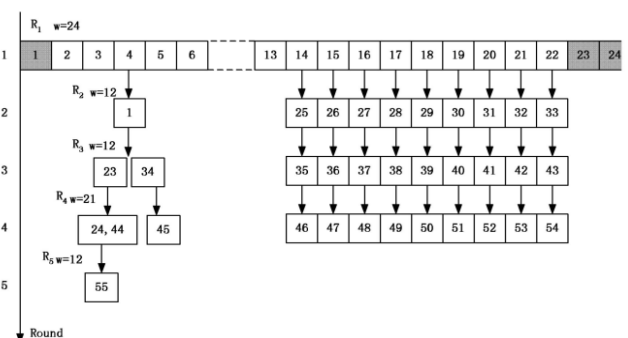 R1 w=24
1 1 2 3 4 5 6 13 14 15 16 17 18 19 20 21 22 23 24
R2 w=12
2 1 25 26 27 28 29 30 31 32 33
R3 w=12
3 23 34 35 36 37 38 39 40 41 42 43
R4 w=21
4 24, 44 45 46 47 48 49 50 51 52 53 54
R5 w=12
5 55
Round